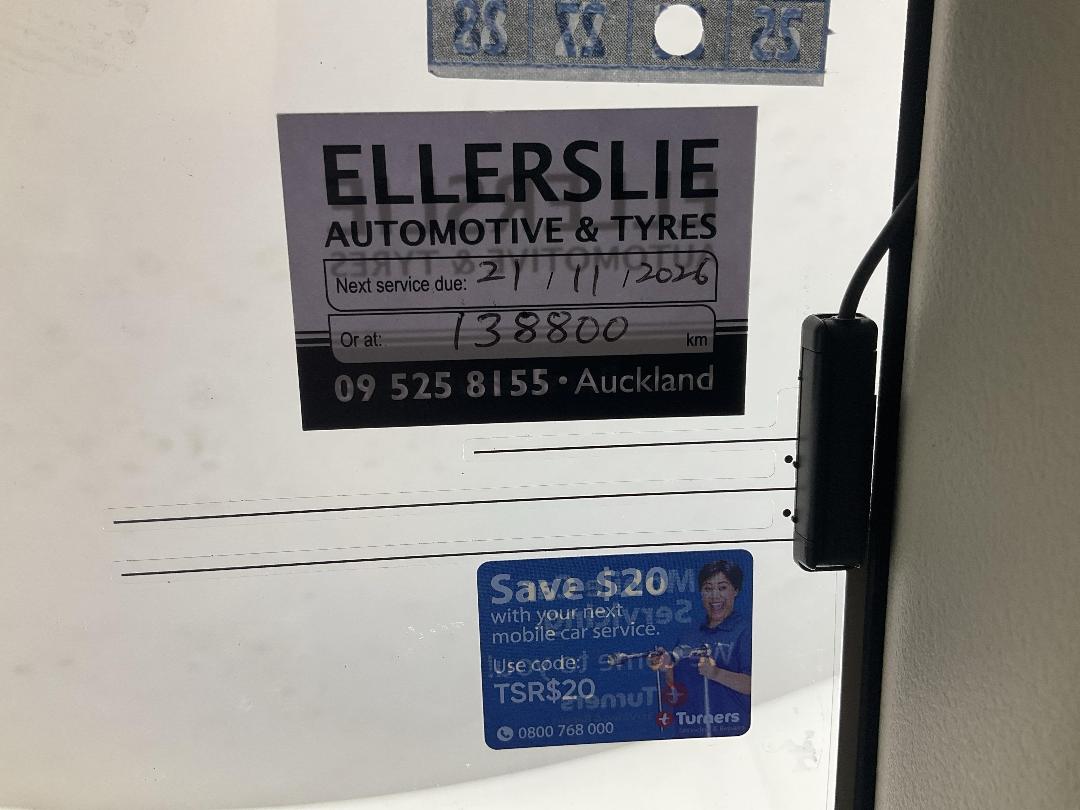 28 27 25
ELLERSLIE
AUTOMOTIVE & TYRES
Next service due: 21/11/2026
Or at: 138800 km
09 525 8155 • Auckland
Save $20
with your next
mobile car service.
Use code:
TSR$20
Turners
0800 768 000